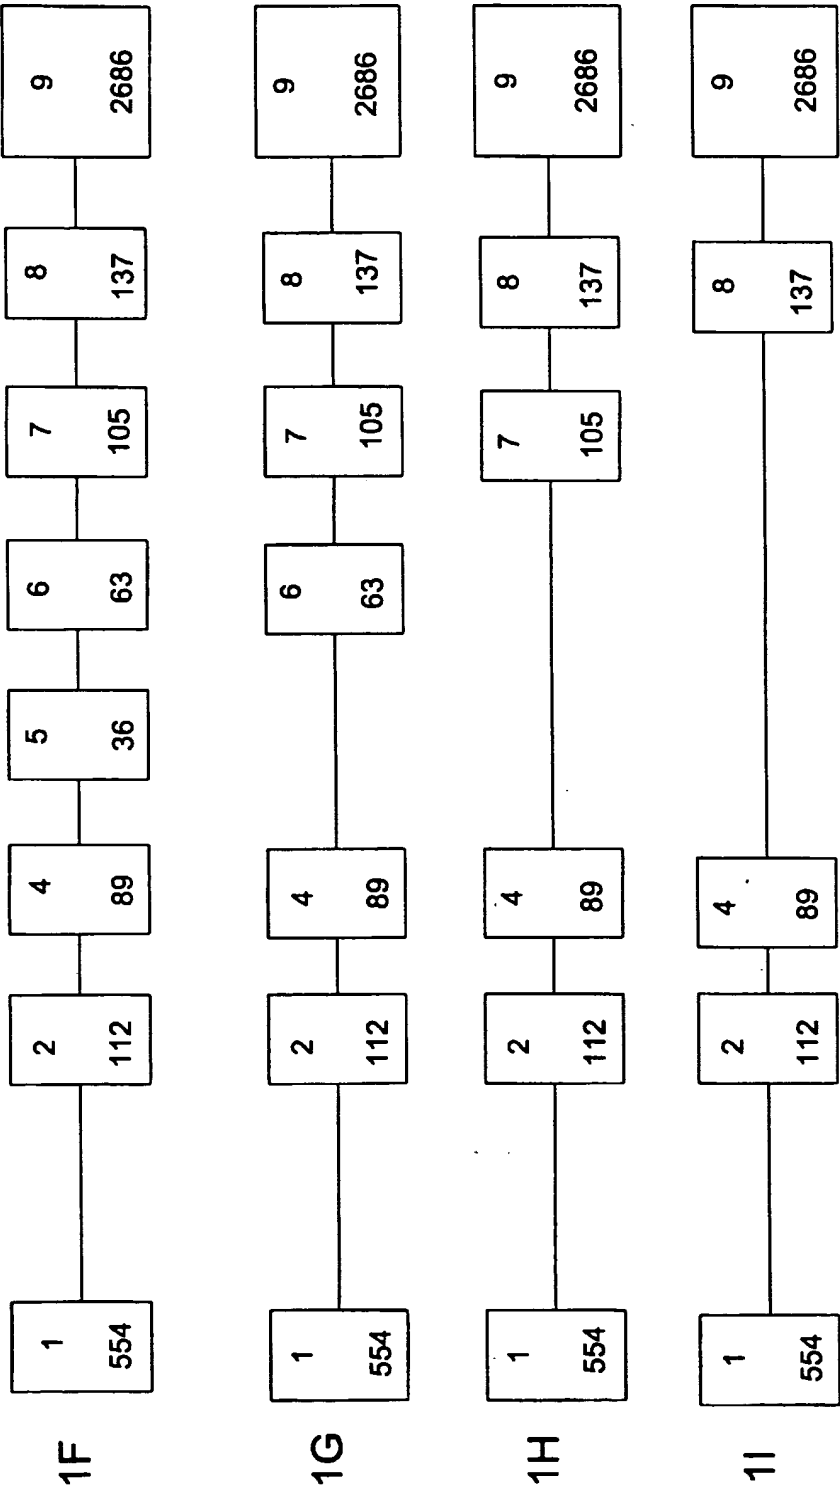 1F
1 2 4 5 6 7 8 9
554 112 89 36 63 105 137 2686
1G
1 2 4 6 7 8 9
554 112 89 63 105 137 2686
1H
1 2 4 7 8 9
554 112 89 105 137 2686
1I
1 2 4 8 9
554 112 89 137 2686